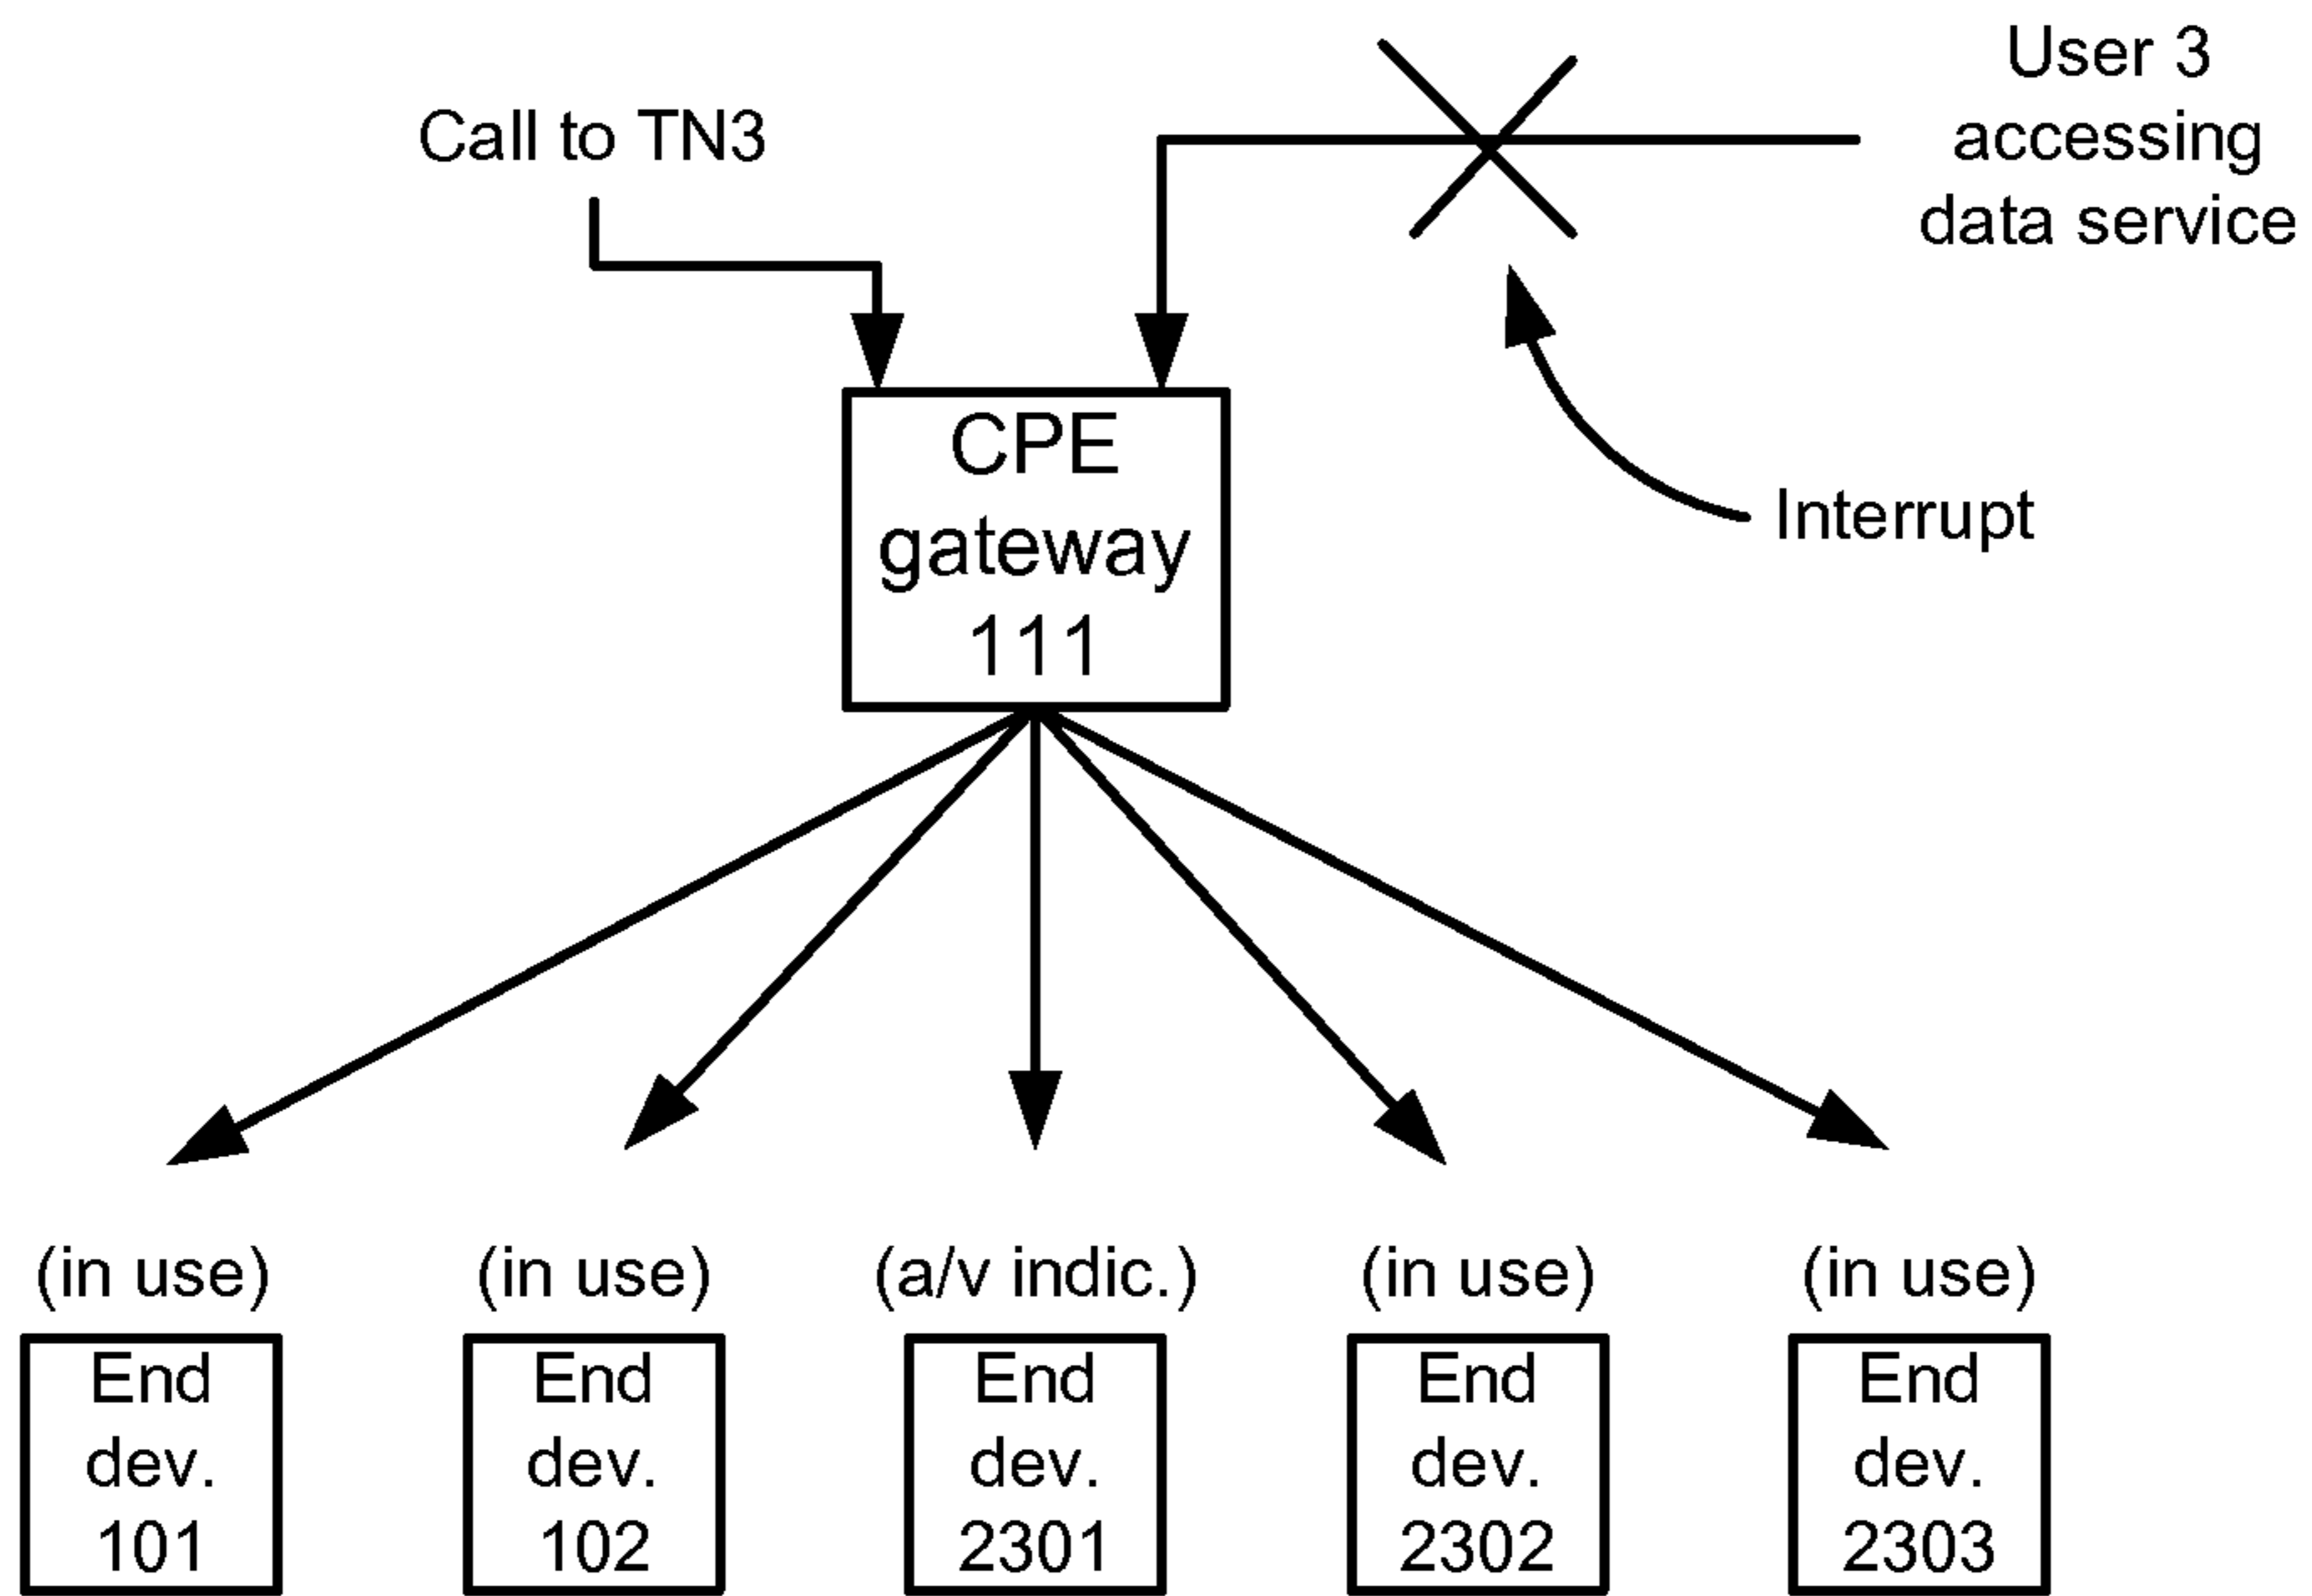 User 3
accessing
data service
Call to TN3
CPE
gateway
111
Interrupt
(in use)
(in use)
(a/v indic.)
(in use)
(in use)
End
dev.
101
End
dev.
102
End
dev.
2301
End
dev.
2302
End
dev.
2303